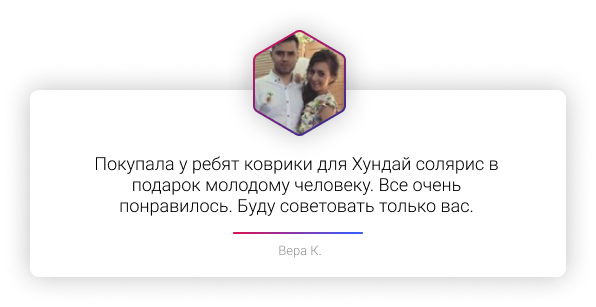 Покупала у ребят коврики для Хундай солярис в
подарок молодому человеку. Все очень
понравилось. Буду советовать только вас.
Вера К.